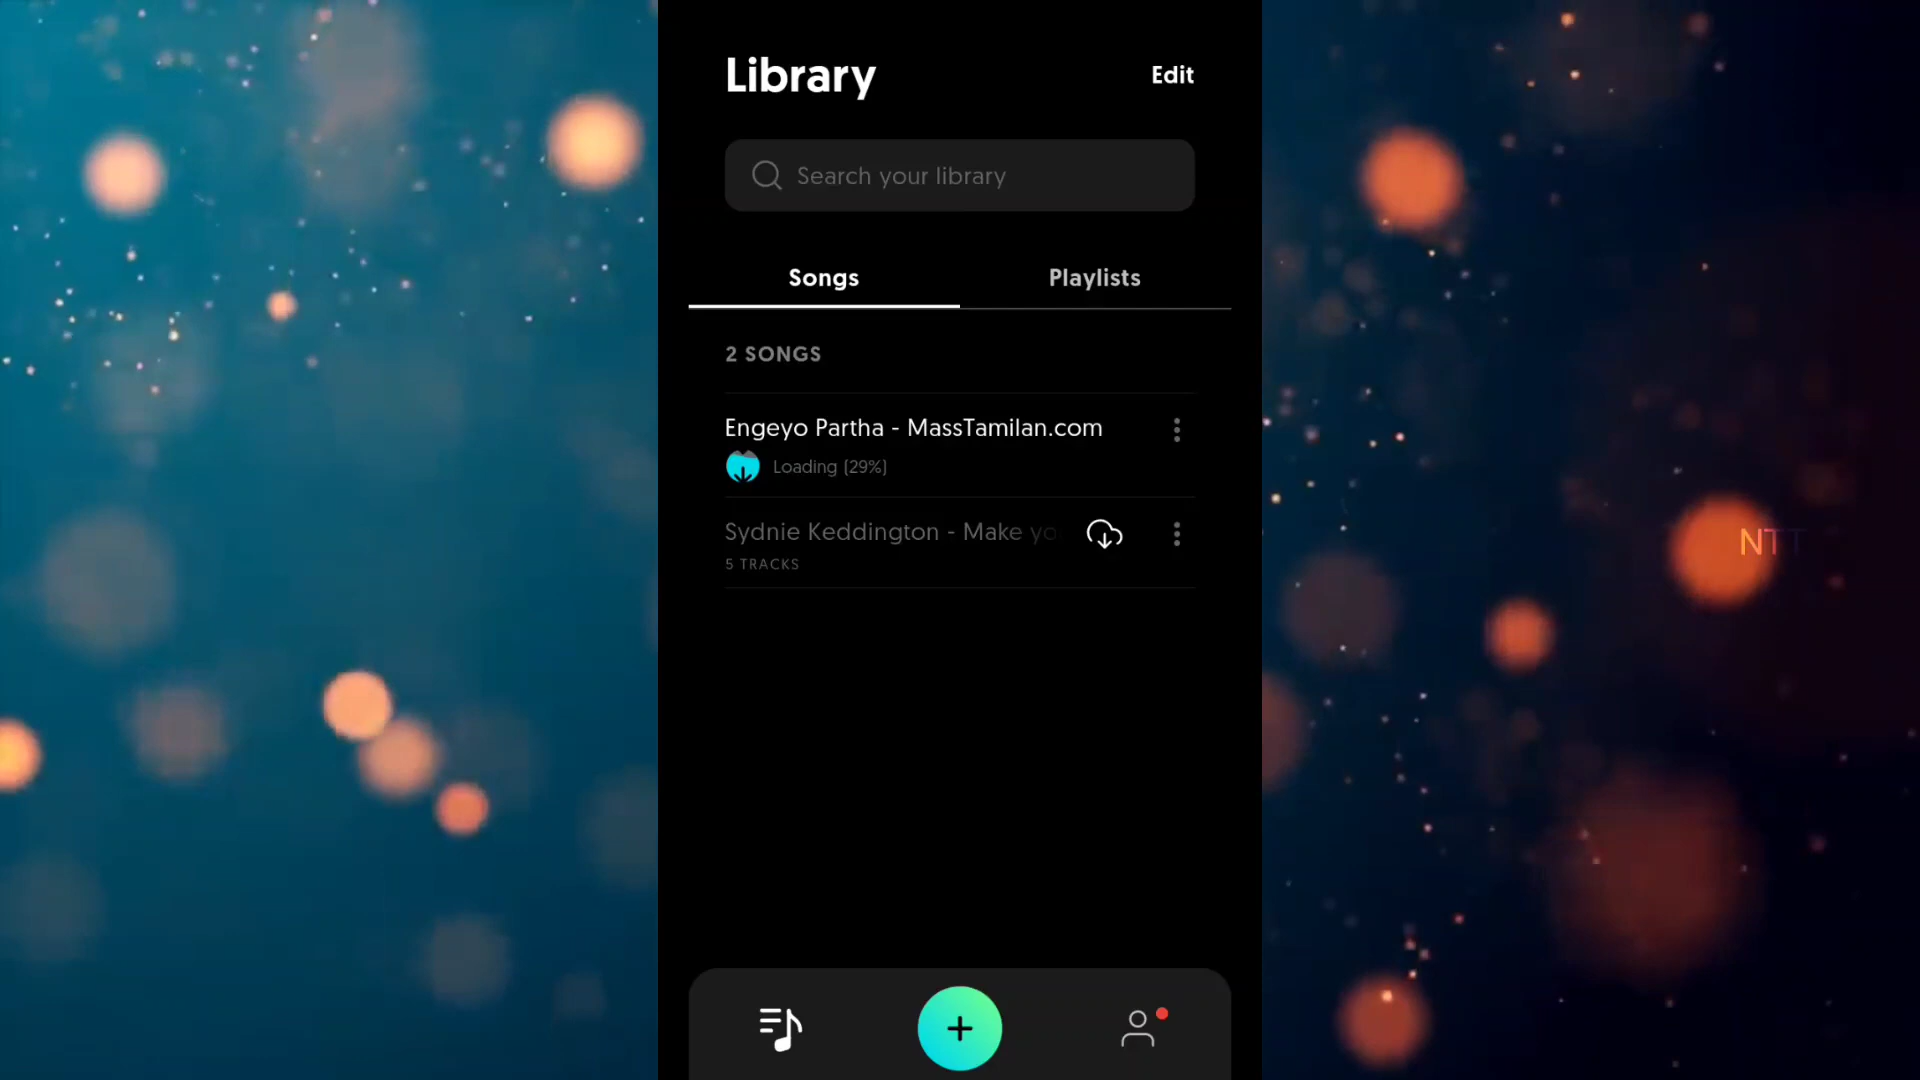 Library
Edit
Search your library
Songs
Playlists
2 SONGS
Engeyo Partha - MassTamilan.com
Loading (29%)
Sydnie Keddington - Make yo
5 TRACKS
NTT